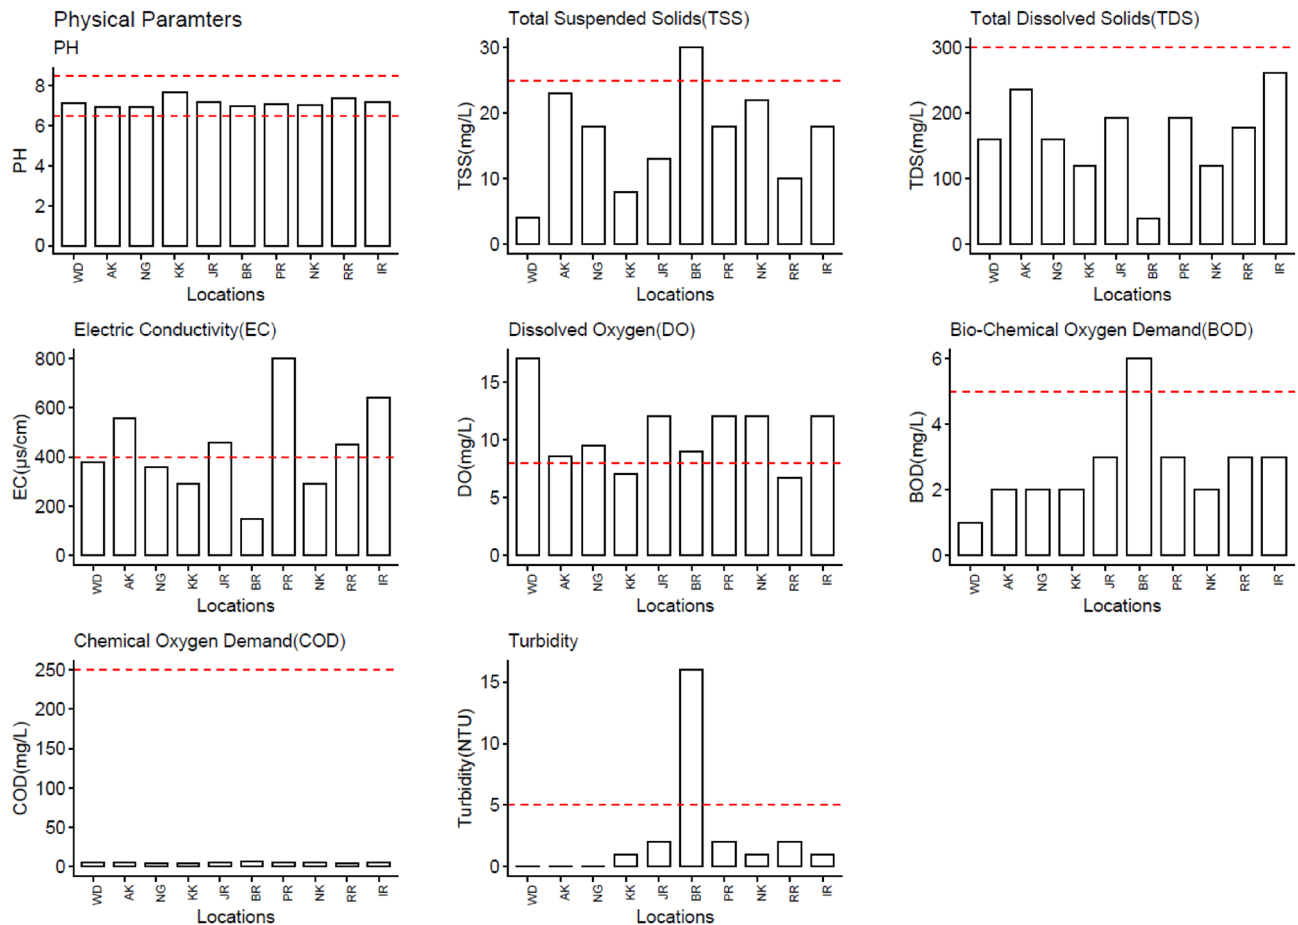 Physical Paramters
PH
8
6
4
2
0
PH
WD AK NG KK JR BR PR NK RR IR
Locations
Total Suspended Solids(TSS)
30
20
10
0
TSS(mg/L)
WD AK NG KK JR BR PR NK RR IR
Locations
Total Dissolved Solids(TDS)
300
200
100
0
TDS(mg/L)
WD AK NG KK JR BR PR NK RR IR
Locations
Electric Conductivity(EC)
800
600
400
200
0
EC(µs/cm)
WD AK NG KK JR BR PR NK RR IR
Locations
Dissolved Oxygen(DO)
15
10
5
0
DO(mg/L)
WD AK NG KK JR BR PR NK RR IR
Locations
Bio-Chemical Oxygen Demand(BOD)
6
4
2
0
BOD(mg/L)
WD AK NG KK JR BR PR NK RR IR
Locations
Chemical Oxygen Demand(COD)
250
200
150
100
50
0
COD(mg/L)
WD AK NG KK JR BR PR NK RR IR
Locations
Turbidity
15
10
5
0
Turbidity(NTU)
WD AK NG KK JR BR PR NK RR IR
Locations